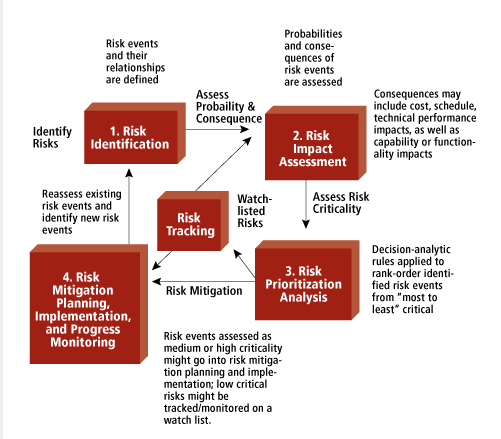 Risk events
and their
relationships
are defined
Probabilities
and conse-
quences of
risk events
are assessed
Assess
Probaility &
Consequence
Identify
Risks
1. Risk
Identification
2. Risk
Impact
Assessment
Consequences may
include cost, schedule,
technical performance
impacts, as well as
capability or function-
ality impacts
Reassess existing
risk events and
identify new risk
events
Risk
Tracking
Watch-
listed
Risks
Assess Risk
Criticality
4. Risk
Mitigation
Planning,
Implementation,
and Progress
Monitoring
Risk Mitigation
3. Risk
Prioritization
Analysis
Decision-analytic
rules applied to
rank-order identi-
fied risk events
from “most to
least” critical
Risk events assessed as
medium or high criticality
might go into risk mitiga-
tion planning and imple-
mentation; low critical
risks might be
tracked/monitored on a
watch list.